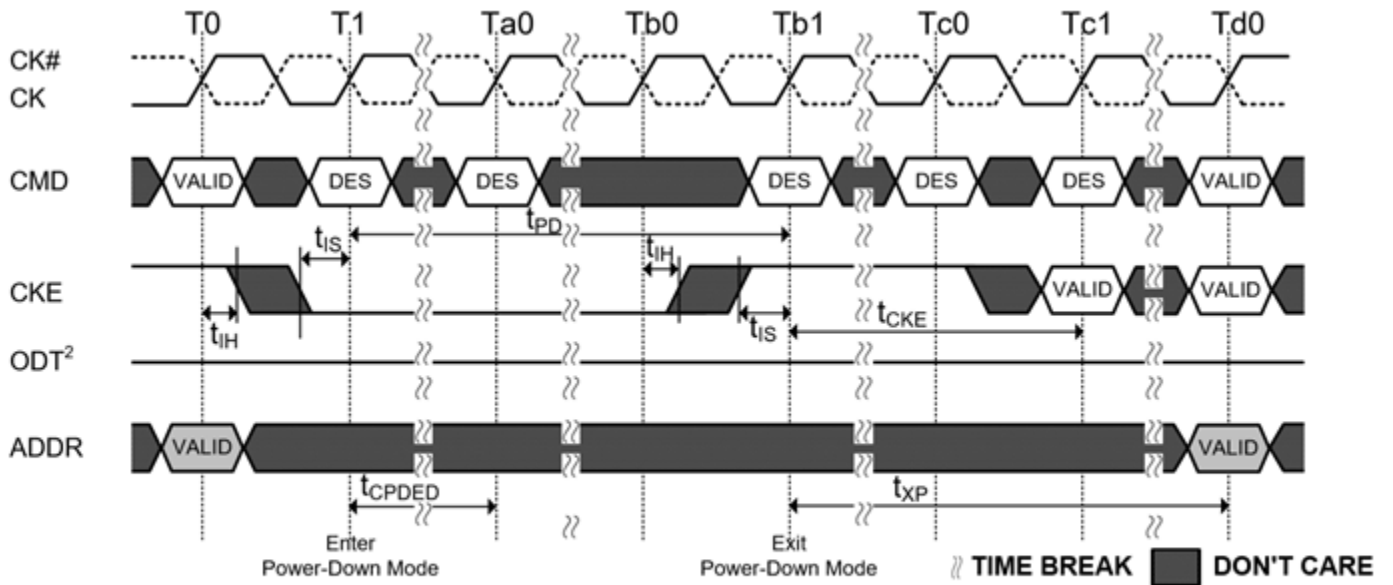 T0 T1 Ta0 Tb0 Tb1 Tc0 Tc1 Td0
CK#
CK
CMD VALID DES DES DES DES DES VALID
tPD
tIS tIH
CKE VALID VALID
tIH tIS tCKE
ODT²
ADDR VALID VALID
tCPDED tXP
Enter
Power-Down Mode
Exit
Power-Down Mode
TIME BREAK DON'T CARE